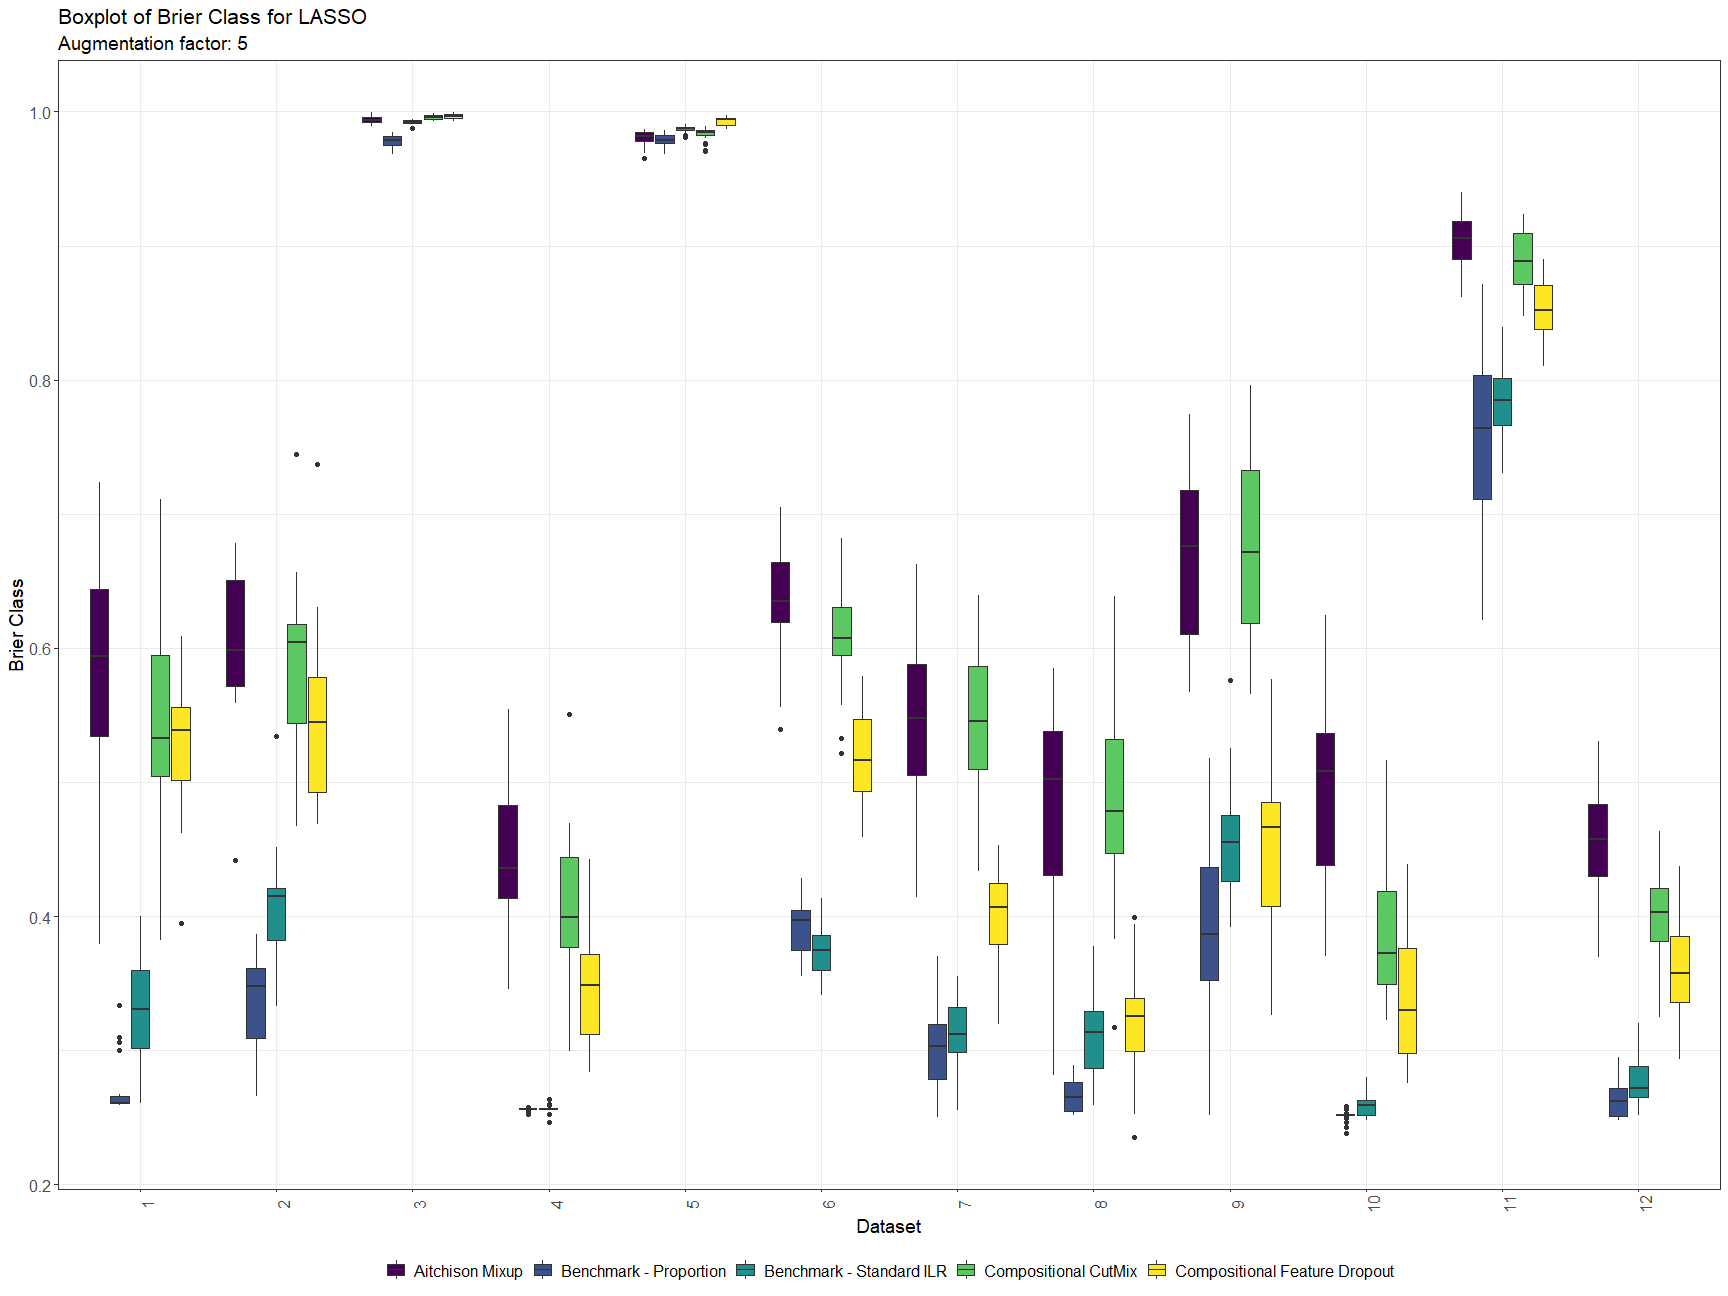 Boxplot of Brier Class for LASSO
Augmentation factor: 5
1.0
0.8
0.6
0.4
0.2
Brier Class
1 2 3 4 5 6 7 8 9 10 11 12
Dataset
Aitchison Mixup Benchmark - Proportion Benchmark - Standard ILR Compositional CutMix Compositional Feature Dropout